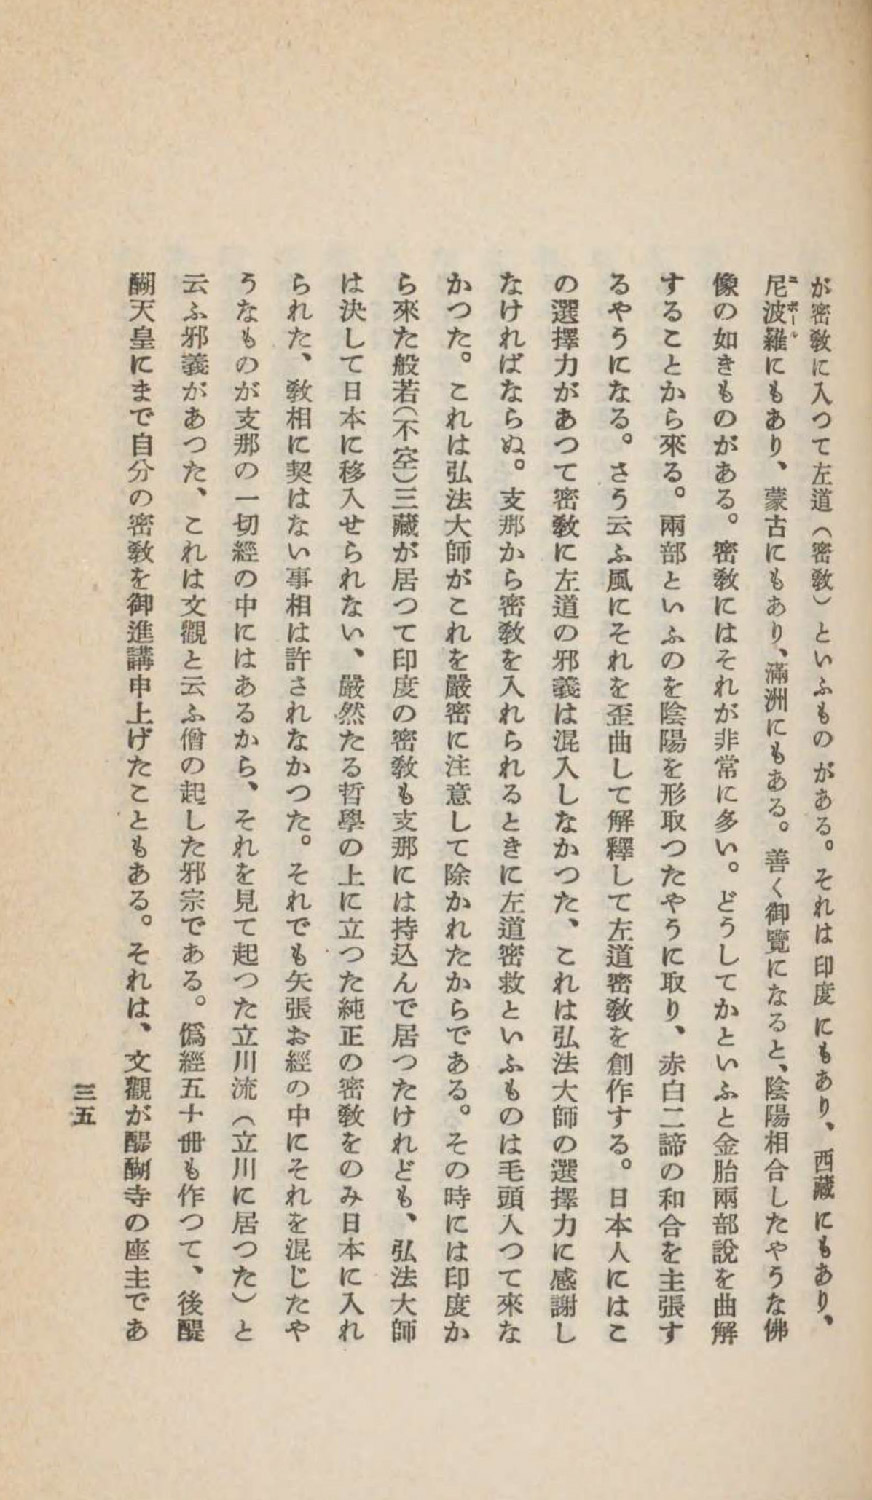 が密敎に入つて左道（密敎）といふものがある。それは印度にもあり、西藏にもあり、
尼波羅にもあり、蒙古にもあり、滿洲にもある。善く御覽になると、陰陽相合したやうな佛
ニポール
像の如きものがある。密敎にはそれが非常に多い。どうしてかといふと金胎兩部說を曲解
することから來る。兩部といふのを陰陽を形取つたやうに取り、赤白二諦の和合を主張す
るやうになる。さう云ふ風にそれを歪曲して解釋して左道密敎を創作する。日本人にはこ
の選擇力があつて密敎に左道の邪義は混入しなかつた、これは弘法大師の選擇力に感謝し
なければならぬ。支那から密敎を入れられるときに左道密救といふものは毛頭入つて來な
かつた。これは弘法大師がこれを嚴密に注意して除かれたからである。その時には印度か
ら來た般若（不空）三藏が居つて印度の密敎も支那には持込んで居つたけれども、弘法大師
は決して日本に移入せられない、嚴然たる哲學の上に立つた純正の密敎をのみ日本に入れ
られた、敎相に契はない事相は許されなかつた。それでも矢張お經の中にそれを混じたや
うなものが支那の一切經の中にはあるから、それを見て起つた立川流（立川に居つた）と
云ふ邪義があつた、これは文觀と云ふ僧の起した邪宗である。僞經五十冊も作つて、後醍
醐天皇にまで自分の密敎を御進講申上げたこともある。それは、文觀が醍醐寺の座主であ
三五